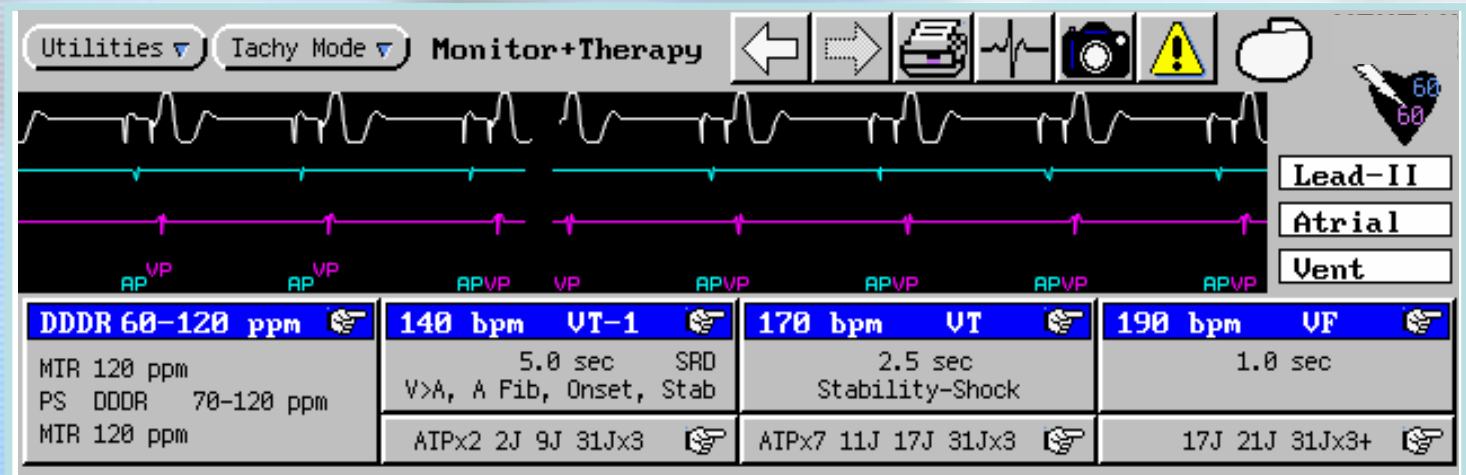 Utilities Tachy Mode Monitor+Therapy
60
60
Lead-II
Atrial
Vent
AP VP AP VP AP VP VP AP VP AP VP AP VP AP VP
DDDR 60-120 ppm
MTR 120 ppm
PS DDDR 70-120 ppm
MTR 120 ppm
140 bpm VT-1
5.0 sec SRD
V>A, A Fib, Onset, Stab
ATPx2 2J 9J 31Jx3
170 bpm VT
2.5 sec
Stability-Shock
ATPx7 11J 17J 31Jx3
190 bpm VF
1.0 sec
17J 21J 31Jx3+